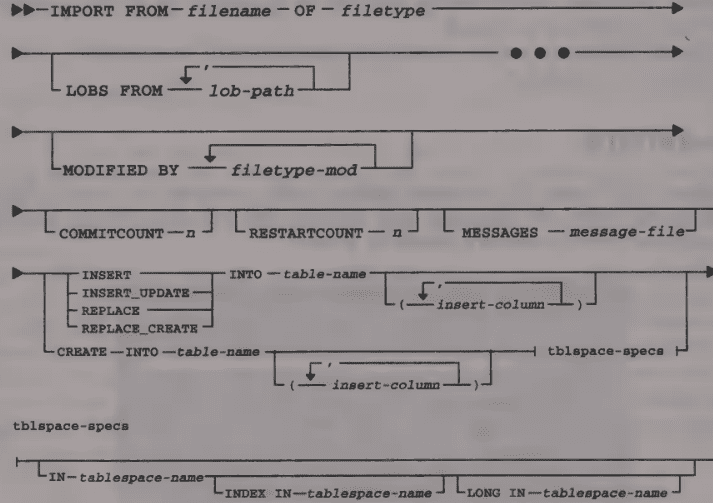 IMPORT FROM filename OF filetype
,
LOBS FROM lob-path
MODIFIED BY filetype-mod
COMMITCOUNT n RESTARTCOUNT n MESSAGES message-file
INSERT INTO table-name ,
INSERT_UPDATE ( insert-column )
REPLACE
REPLACE_CREATE
CREATE INTO table-name , tblspace-specs
( insert-column )
tblspace-specs
IN tablespace-name
INDEX IN tablespace-name LONG IN tablespace-name